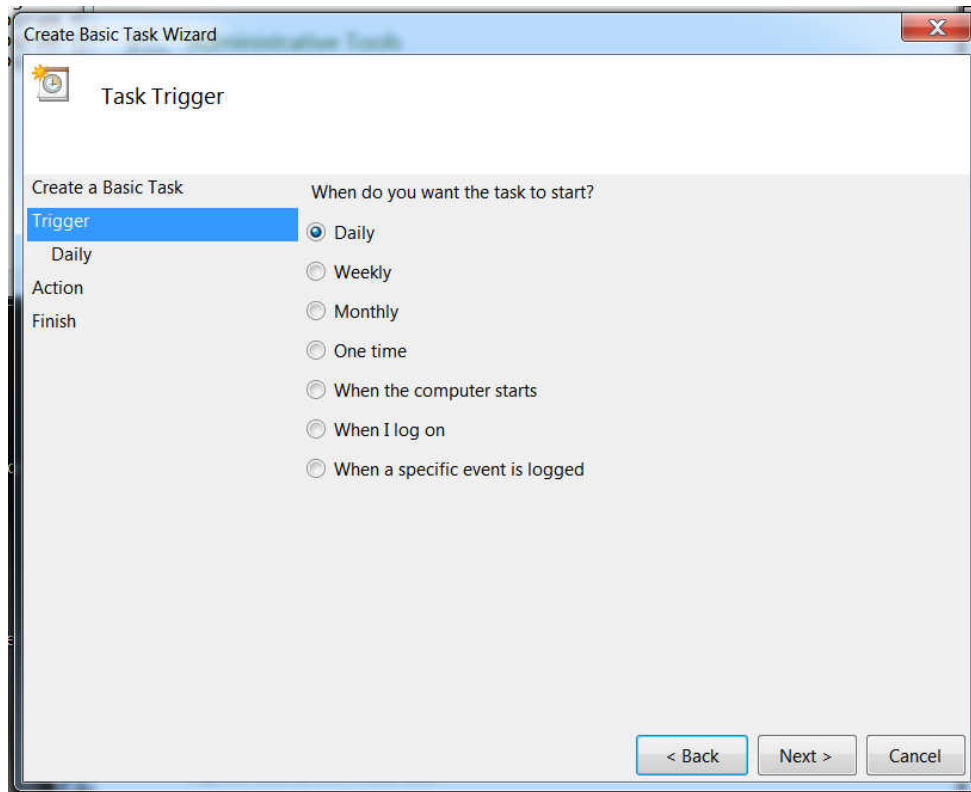 Create Basic Task Wizard
Task Trigger
Create a Basic Task
Trigger
Daily
Action
Finish
When do you want the task to start?
Daily
Weekly
Monthly
One time
When the computer starts
When I log on
When a specific event is logged
< Back
Next >
Cancel